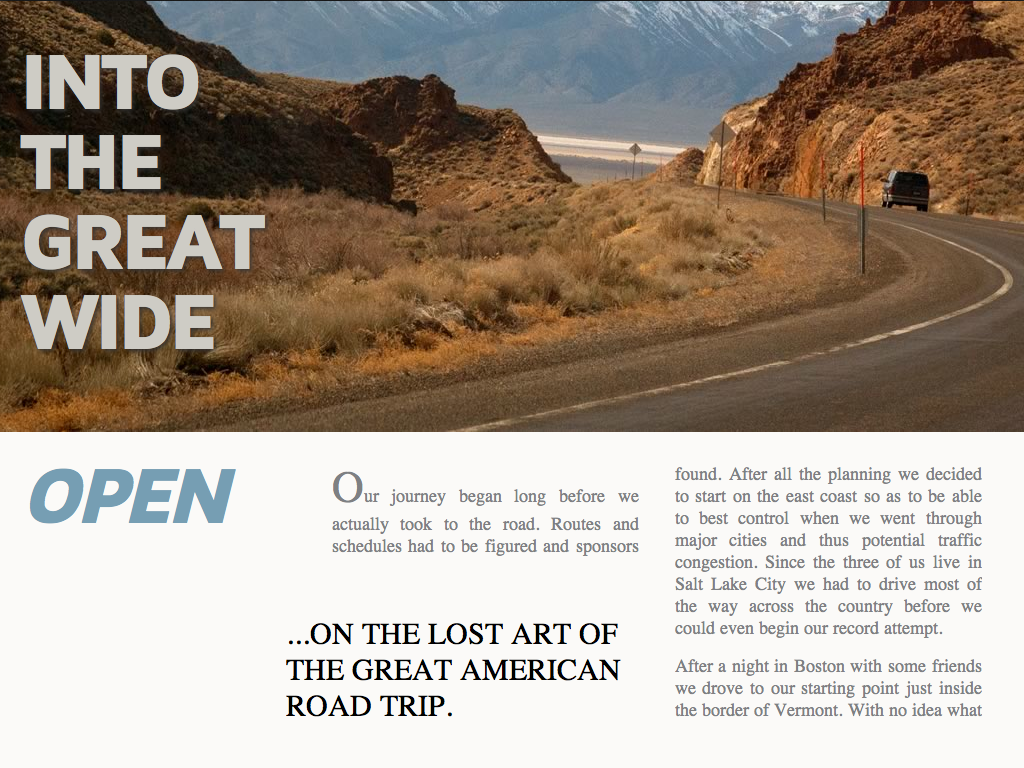 INTO
THE
GREAT
WIDE
OPEN
Our journey began long before we
actually took to the road. Routes and
schedules had to be figured and sponsors
...ON THE LOST ART OF
THE GREAT AMERICAN
ROAD TRIP.
found. After all the planning we decided
to start on the east coast so as to be able
to best control when we went through
major cities and thus potential traffic
congestion. Since the three of us live in
Salt Lake City we had to drive most of
the way across the country before we
could even begin our record attempt.
After a night in Boston with some friends
we drove to our starting point just inside
the border of Vermont. With no idea what